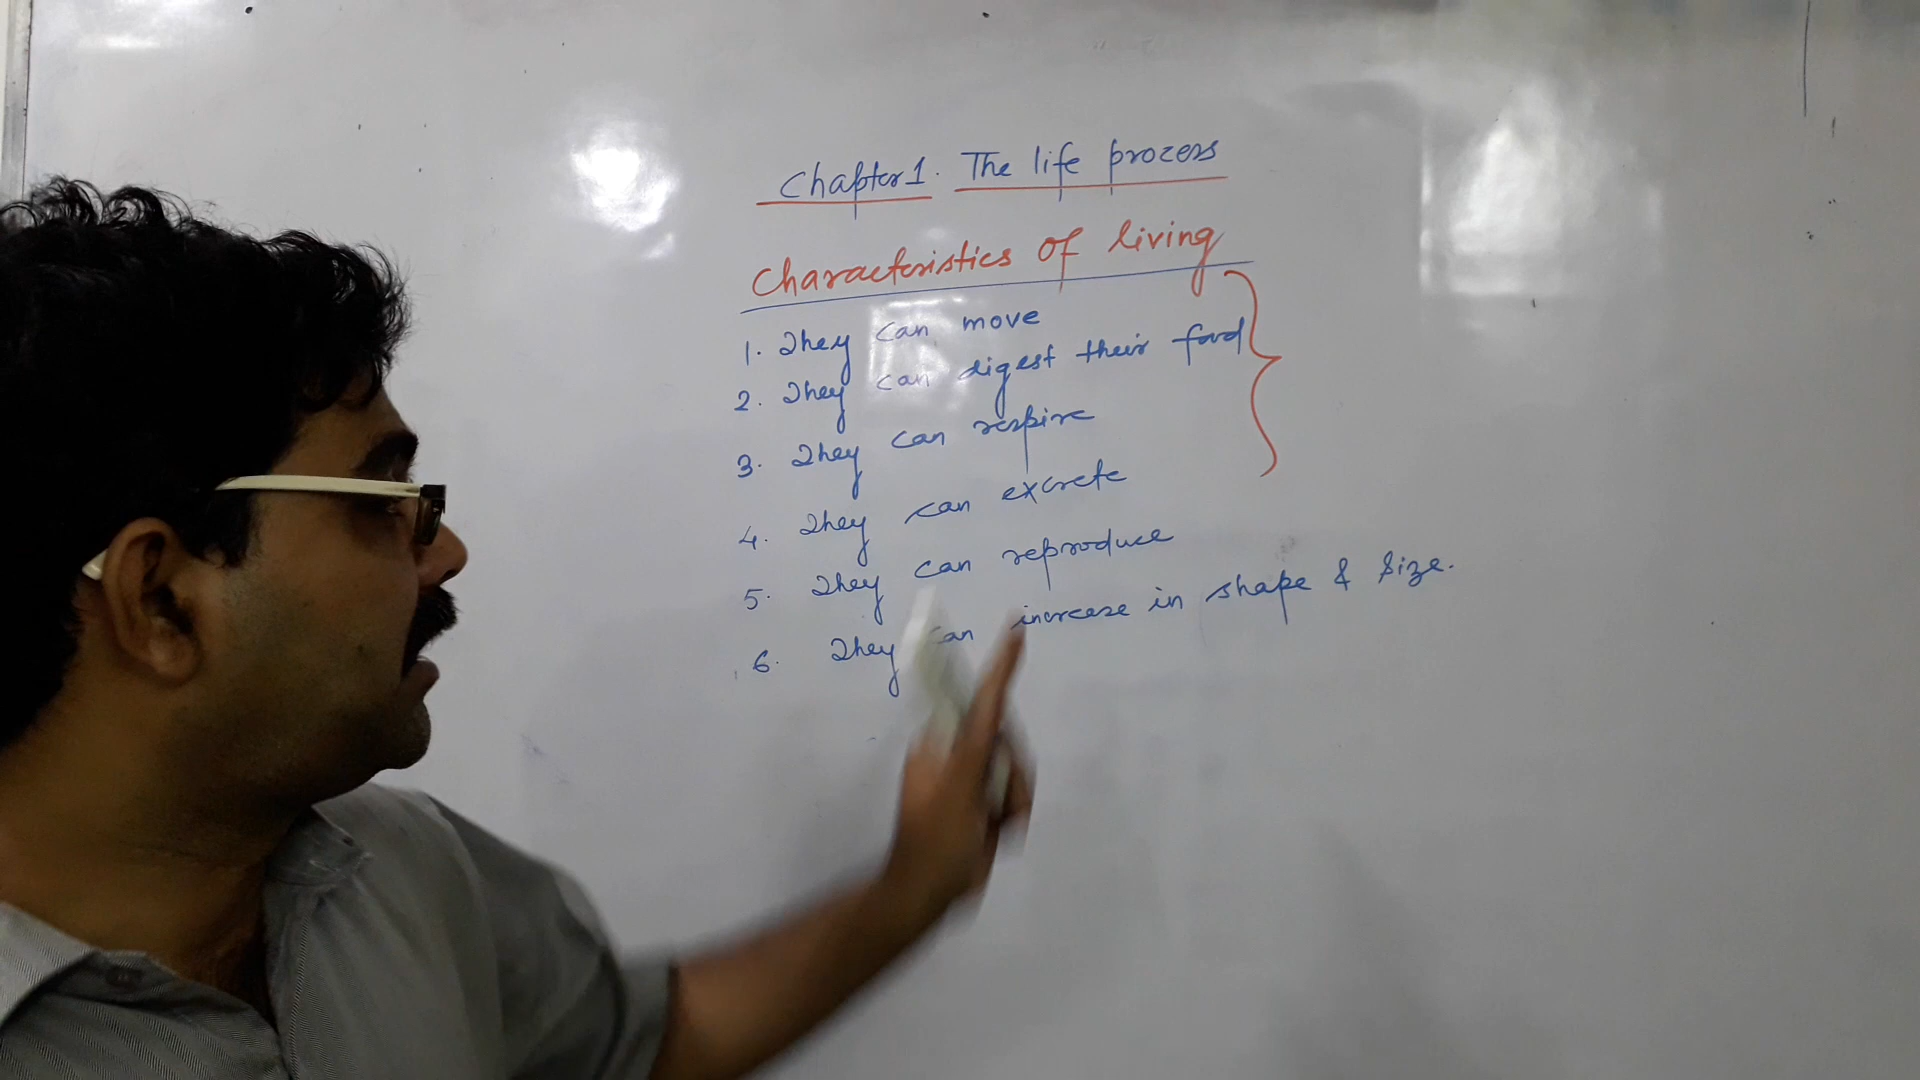 Chapter 1. The life process
Characteristics of living
1. They can move
2. They can digest their food
3. They can respire
4. They can excrete
5. They can reproduce
6. They can increase in shape & size.